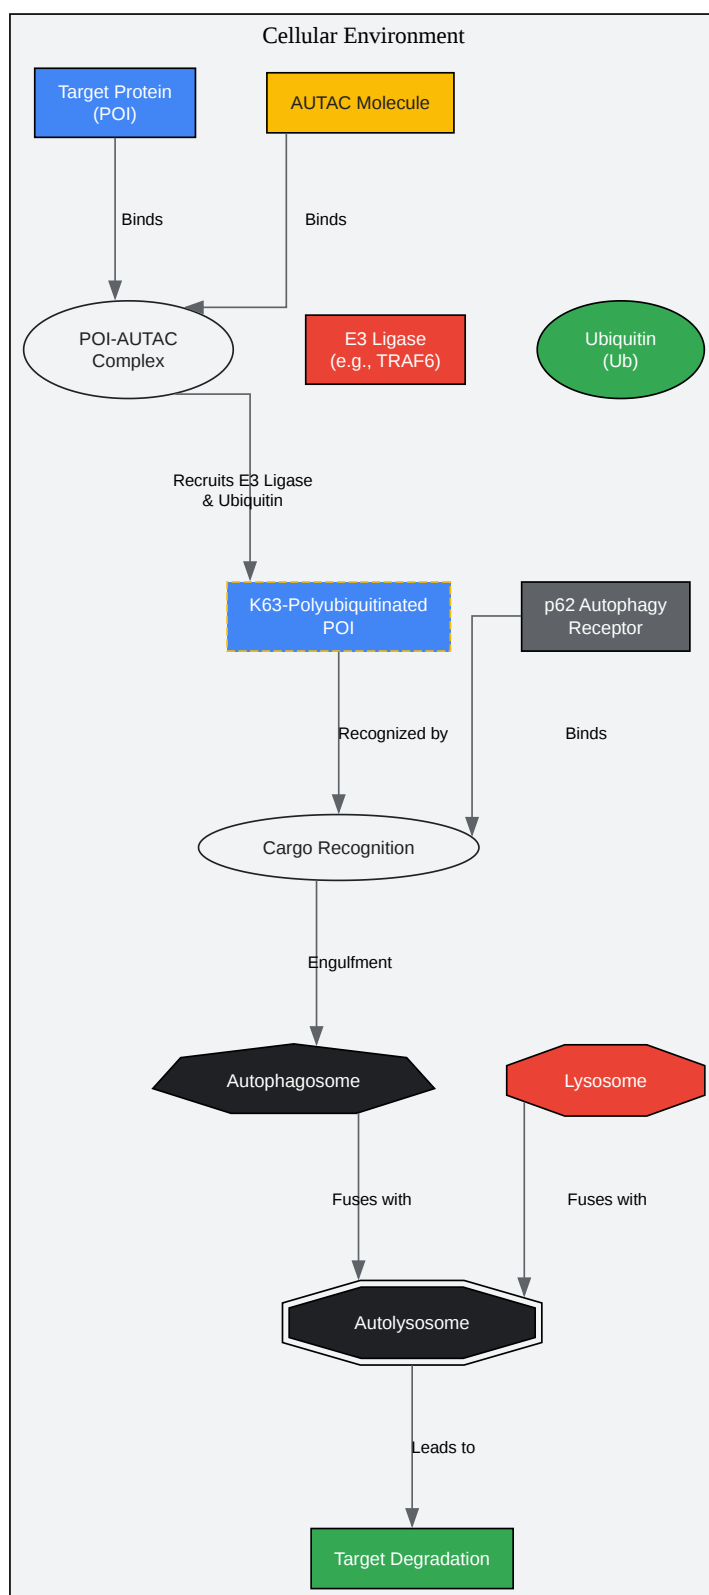 Cellular Environment
Target Protein
(POI)
AUTAC Molecule
Binds
Binds
POI-AUTAC
Complex
E3 Ligase
(e.g., TRAF6)
Ubiquitin
(Ub)
Recruits E3 Ligase
& Ubiquitin
K63-Polyubiquitinated
POI
p62 Autophagy
Receptor
Recognized by
Binds
Cargo Recognition
Engulfment
Autophagosome
Lysosome
Fuses with
Fuses with
Autolysosome
Leads to
Target Degradation